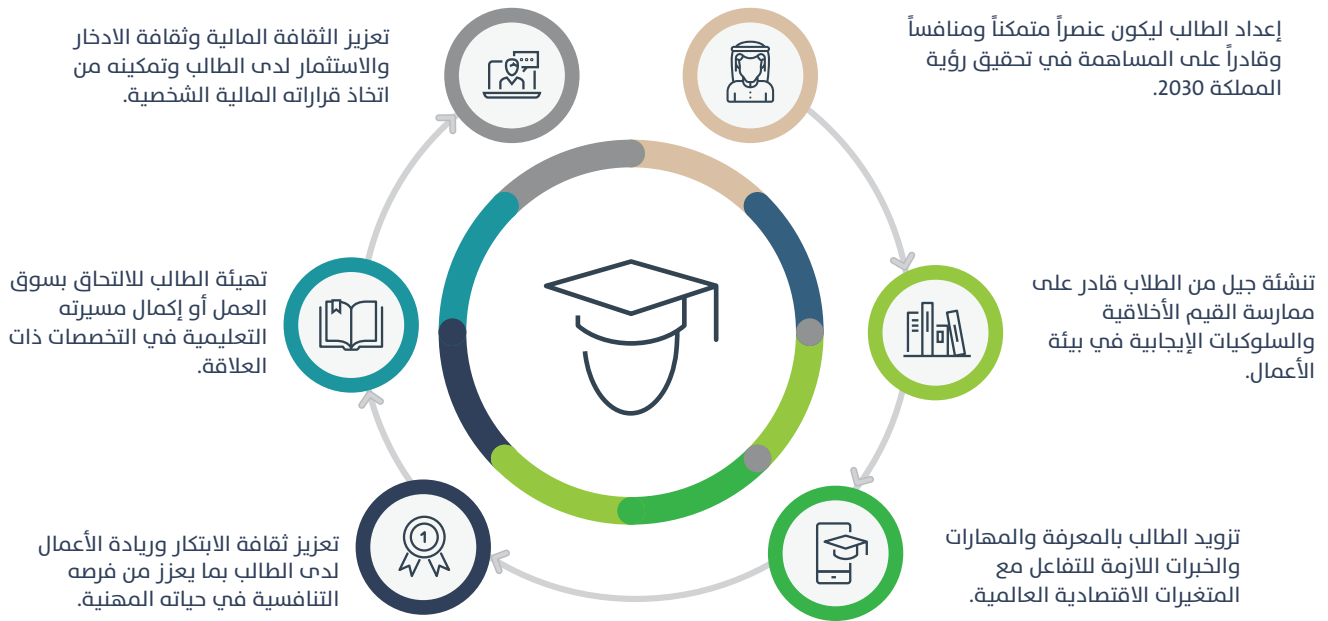 إعداد الطالب ليكون عنصراً متمكناً ومنافساً
وقادراً على المساهمة في تحقيق رؤية
المملكة 2030.
تنشئة جيل من الطلاب قادر على
ممارسة القيم الأخلاقية
والسلوكيات الإيجابية في بيئة
الأعمال.
تزويد الطالب بالمعرفة والمهارات
والخبرات اللازمة للتفاعل مع
المتغيرات الاقتصادية العالمية.
تعزيز ثقافة الابتكار وريادة الأعمال
لدى الطالب بما يعزز من فرصه
التنافسية في حياته المهنية.
1
تهيئة الطالب للالتحاق بسوق
العمل أو إكمال مسيرته
التعليمية في التخصصات ذات
العلاقة.
تعزيز الثقافة المالية وثقافة الادخار
والاستثمار لدى الطالب وتمكينه من
اتخاذ قراراته المالية الشخصية.